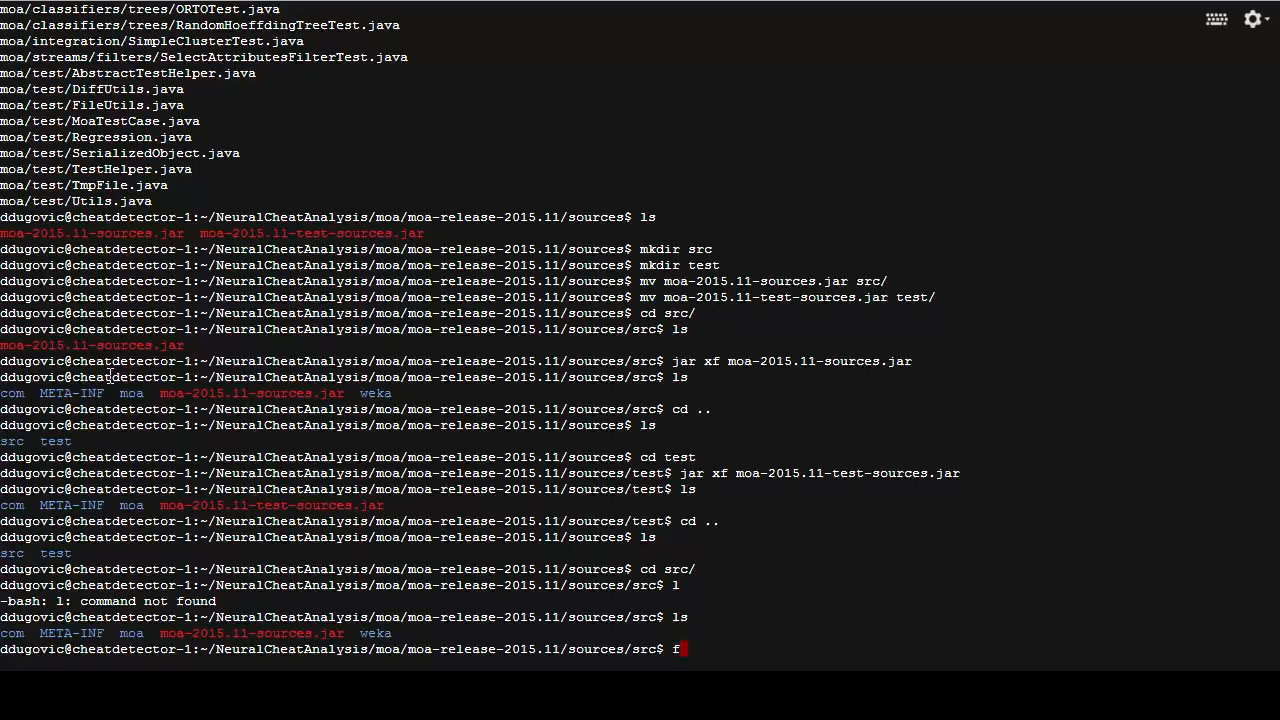 moa/classifiers/trees/ORTOTest.java
moa/classifiers/trees/RandomHoeffdingTreeTest.java
moa/integration/SimpleClusterTest.java
moa/streams/filters/SelectAttributesFilterTest.java
moa/test/AbstractTestHelper.java
moa/test/DiffUtils.java
moa/test/FileUtils.java
moa/test/MoaTestCase.java
moa/test/Regression.java
moa/test/SerializedObject.java
moa/test/TestHelper.java
moa/test/TmpFile.java
moa/test/Utils.java
ddugovic@cheatdetector-1:~/NeuralCheatAnalysis/moa/moa-release-2015.11/sources$ ls
moa-2015.11-sources.jar  moa-2015.11-test-sources.jar
ddugovic@cheatdetector-1:~/NeuralCheatAnalysis/moa/moa-release-2015.11/sources$ mkdir src
ddugovic@cheatdetector-1:~/NeuralCheatAnalysis/moa/moa-release-2015.11/sources$ mkdir test
ddugovic@cheatdetector-1:~/NeuralCheatAnalysis/moa/moa-release-2015.11/sources$ mv moa-2015.11-sources.jar src/
ddugovic@cheatdetector-1:~/NeuralCheatAnalysis/moa/moa-release-2015.11/sources$ mv moa-2015.11-test-sources.jar test/
ddugovic@cheatdetector-1:~/NeuralCheatAnalysis/moa/moa-release-2015.11/sources$ cd src/
ddugovic@cheatdetector-1:~/NeuralCheatAnalysis/moa/moa-release-2015.11/sources/src$ ls
moa-2015.11-sources.jar
ddugovic@cheatdetector-1:~/NeuralCheatAnalysis/moa/moa-release-2015.11/sources/src$ jar xf moa-2015.11-sources.jar
ddugovic@cheatdetector-1:~/NeuralCheatAnalysis/moa/moa-release-2015.11/sources/src$ ls
com  META-INF  moa  moa-2015.11-sources.jar  weka
ddugovic@cheatdetector-1:~/NeuralCheatAnalysis/moa/moa-release-2015.11/sources/src$ cd ..
ddugovic@cheatdetector-1:~/NeuralCheatAnalysis/moa/moa-release-2015.11/sources$ ls
src  test
ddugovic@cheatdetector-1:~/NeuralCheatAnalysis/moa/moa-release-2015.11/sources$ cd test
ddugovic@cheatdetector-1:~/NeuralCheatAnalysis/moa/moa-release-2015.11/sources/test$ jar xf moa-2015.11-test-sources.jar
ddugovic@cheatdetector-1:~/NeuralCheatAnalysis/moa/moa-release-2015.11/sources/test$ ls
com  META-INF  moa  moa-2015.11-test-sources.jar
ddugovic@cheatdetector-1:~/NeuralCheatAnalysis/moa/moa-release-2015.11/sources/test$ cd ..
ddugovic@cheatdetector-1:~/NeuralCheatAnalysis/moa/moa-release-2015.11/sources$ ls
src  test
ddugovic@cheatdetector-1:~/NeuralCheatAnalysis/moa/moa-release-2015.11/sources$ cd src/
ddugovic@cheatdetector-1:~/NeuralCheatAnalysis/moa/moa-release-2015.11/sources/src$ l
-bash: l: command not found
ddugovic@cheatdetector-1:~/NeuralCheatAnalysis/moa/moa-release-2015.11/sources/src$ ls
com  META-INF  moa  moa-2015.11-sources.jar  weka
ddugovic@cheatdetector-1:~/NeuralCheatAnalysis/moa/moa-release-2015.11/sources/src$ f